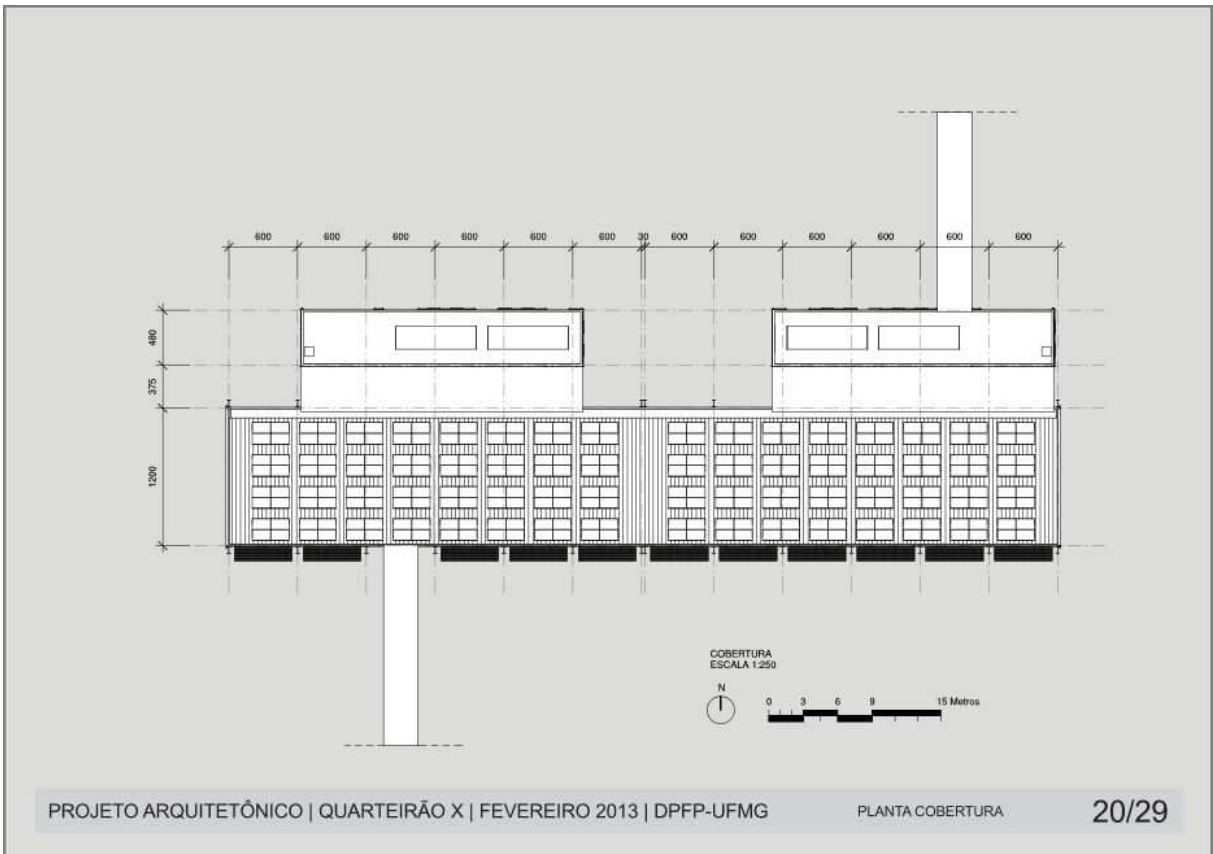 600 600 600 600 600 600 30 600 600 600 600 600 600
480
375
1200
COBERTURA
ESCALA 1:250
N
0 3 6 9 15 Metros
PROJETO ARQUITETÔNICO | QUARTEIRÃO X | FEVEREIRO 2013 | DPFP-UFMG PLANTA COBERTURA 20/29